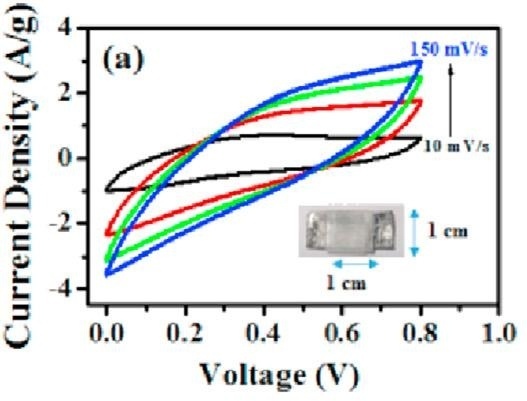 (a)
150 mV/s
10 mV/s
Current Density (A/g)
4
2
0
-2
-4
1 cm
1 cm
0.0 0.2 0.4 0.6 0.8 1.0
Voltage (V)